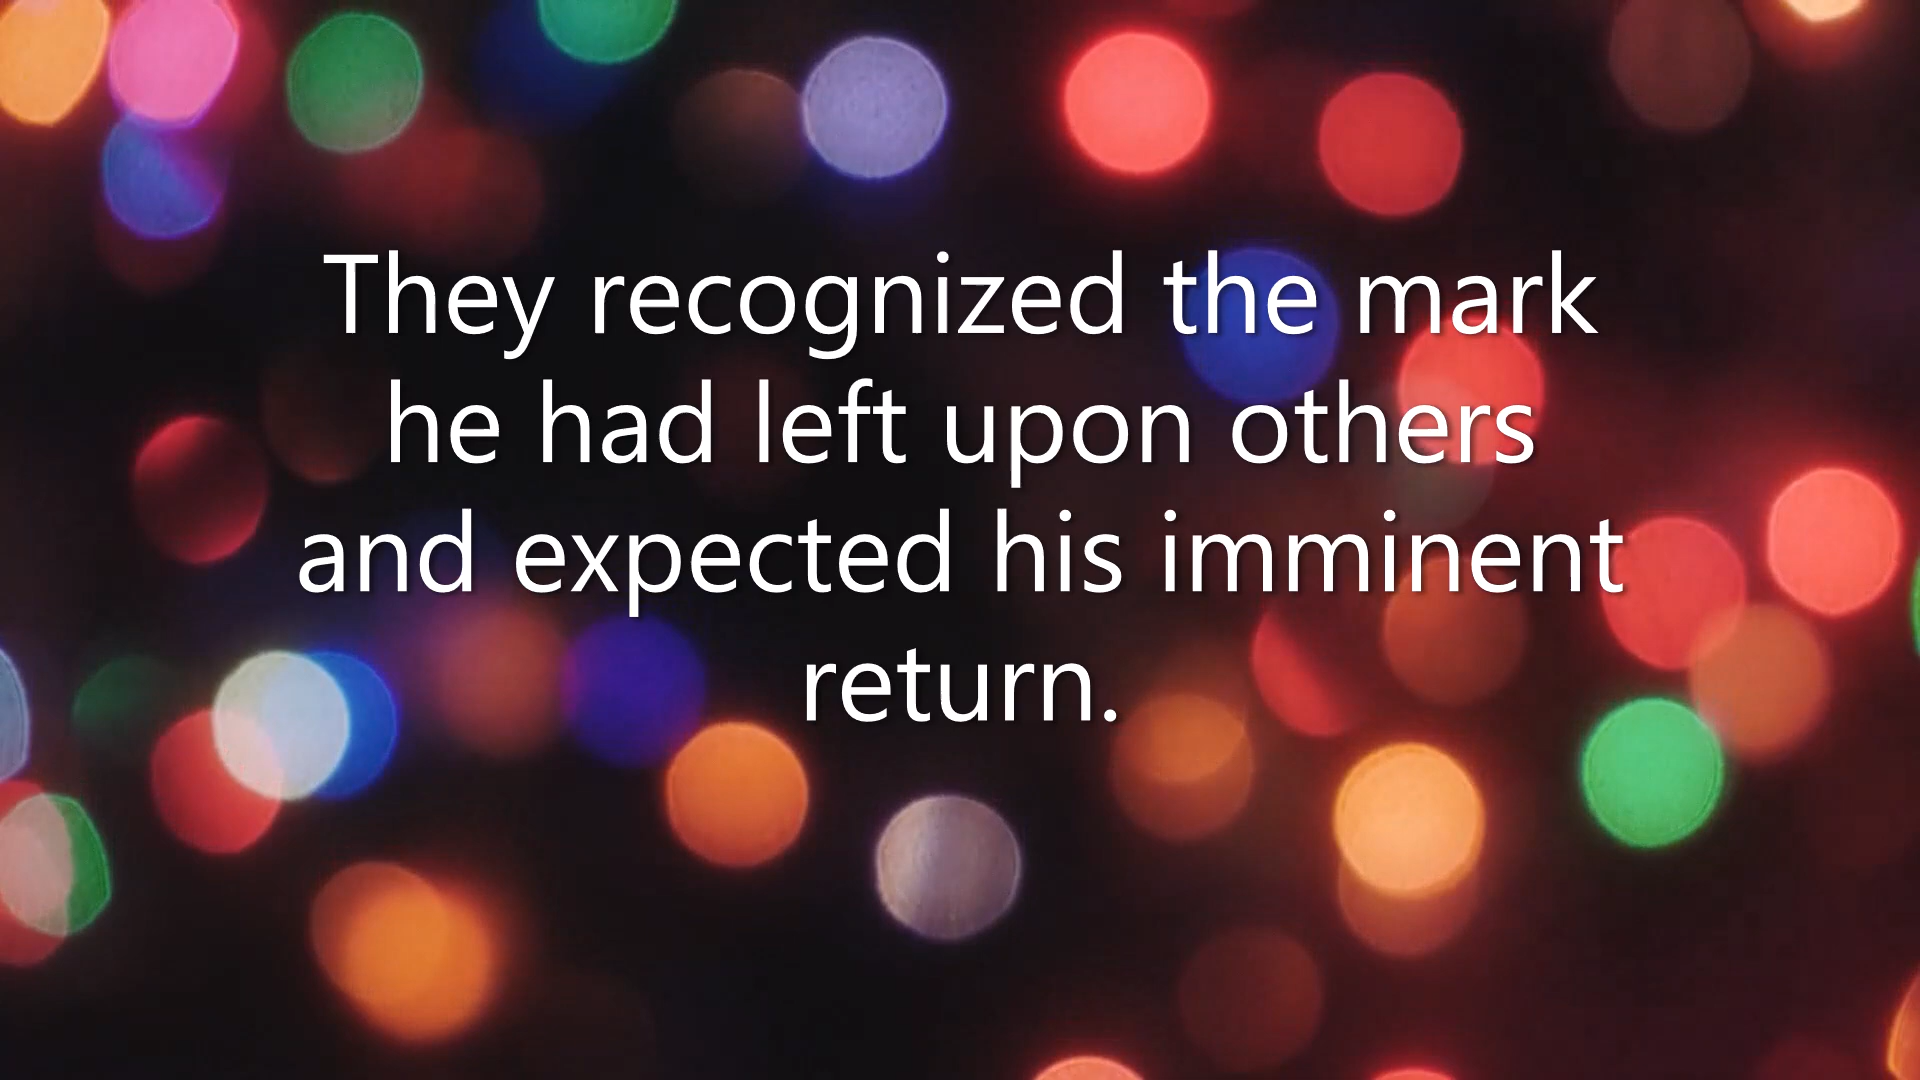 They recognized the mark
he had left upon others
and expected his imminent
return.